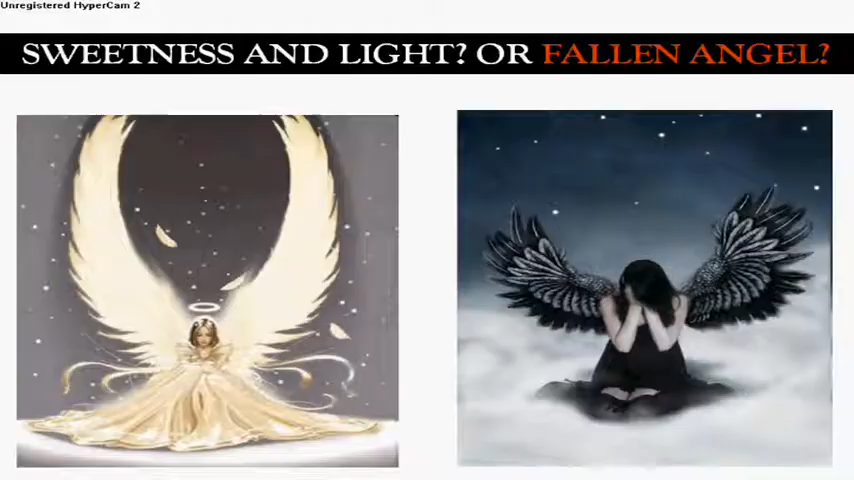 Unregistered HyperCam 2
SWEETNESS AND LIGHT? OR FALLEN ANGEL?